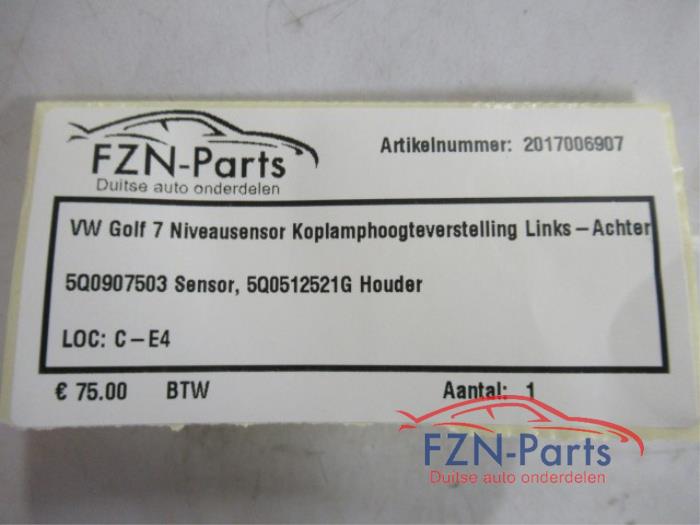 FZN-Parts
Duitse auto onderdelen
Artikelnummer: 2017006907
VW Golf 7 Niveausensor Koplamphoogteverstelling Links-Achter
5Q0907503 Sensor, 5Q0512521G Houder
LOC: C-E4
€ 75.00 BTW Aantal: 1
FZN-Parts
Duitse auto onderdelen